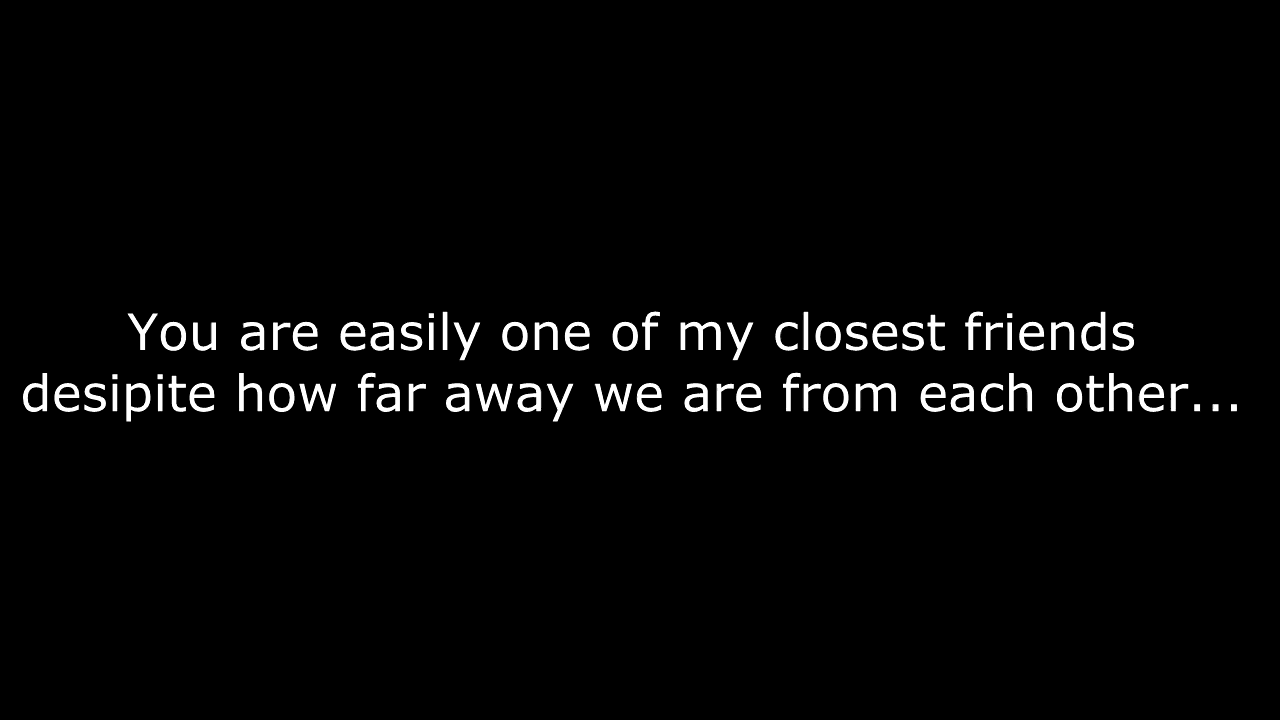 You are easily one of my closest friends
desipite how far away we are from each other...